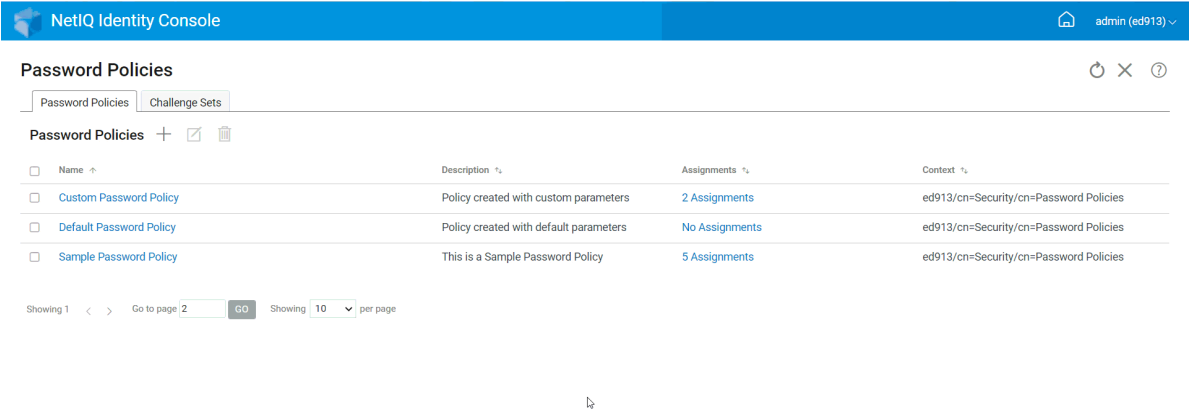 NetIQ Identity Console admin (ed913)
Password Policies
Password Policies Challenge Sets
Password Policies
Name Description Assignments Context
Custom Password Policy Policy created with custom parameters 2 Assignments ed913/cn=Security/cn=Password Policies
Default Password Policy Policy created with default parameters No Assignments ed913/cn=Security/cn=Password Policies
Sample Password Policy This is a Sample Password Policy 5 Assignments ed913/cn=Security/cn=Password Policies
Showing 1 Go to page 2 GO Showing 10 per page